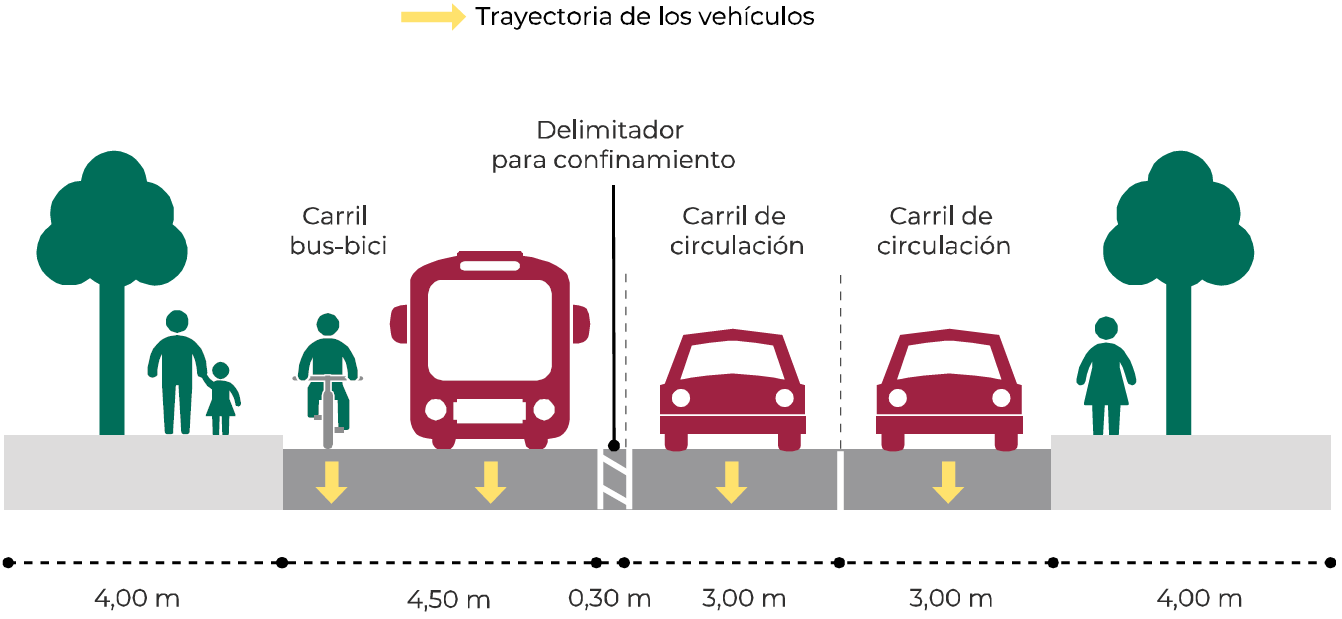 Trayectoria de los vehículos
Delimitador
para confinamiento
Carril
bus-bici
Carril de
circulación
Carril de
circulación
4,00 m
4,50 m
0,30 m
3,00 m
3,00 m
4,00 m